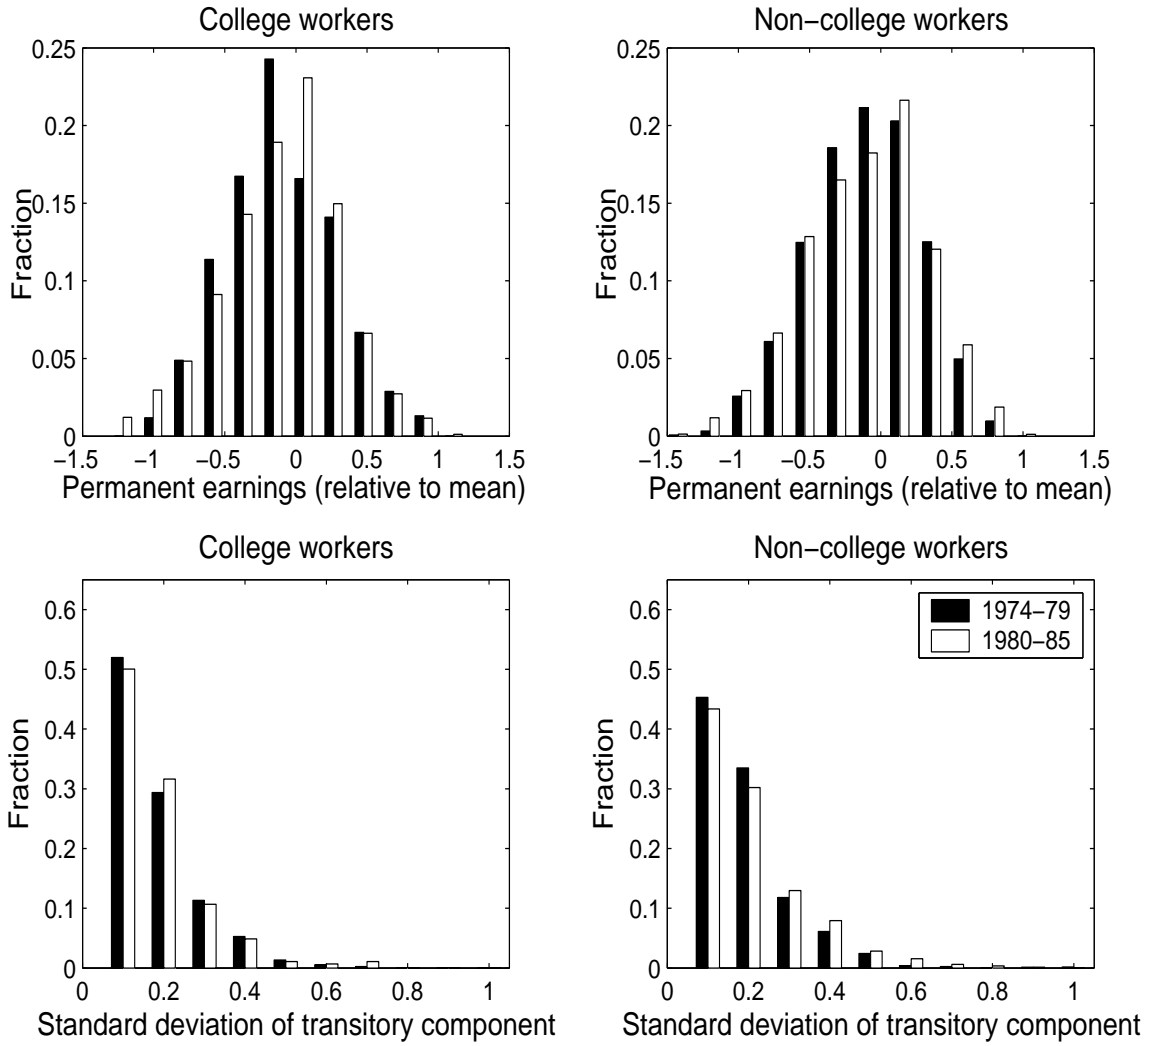 College workers
0.25
0.2
0.15
0.1
0.05
0
Fraction
−1.5 −1 −0.5 0 0.5 1 1.5
Permanent earnings (relative to mean)
Non−college workers
0.25
0.2
0.15
0.1
0.05
0
Fraction
−1.5 −1 −0.5 0 0.5 1 1.5
Permanent earnings (relative to mean)
College workers
0.6
0.5
0.4
0.3
0.2
0.1
0
Fraction
0 0.2 0.4 0.6 0.8 1
Standard deviation of transitory component
Non−college workers
1974−79
1980−85
0.6
0.5
0.4
0.3
0.2
0.1
0
Fraction
0 0.2 0.4 0.6 0.8 1
Standard deviation of transitory component